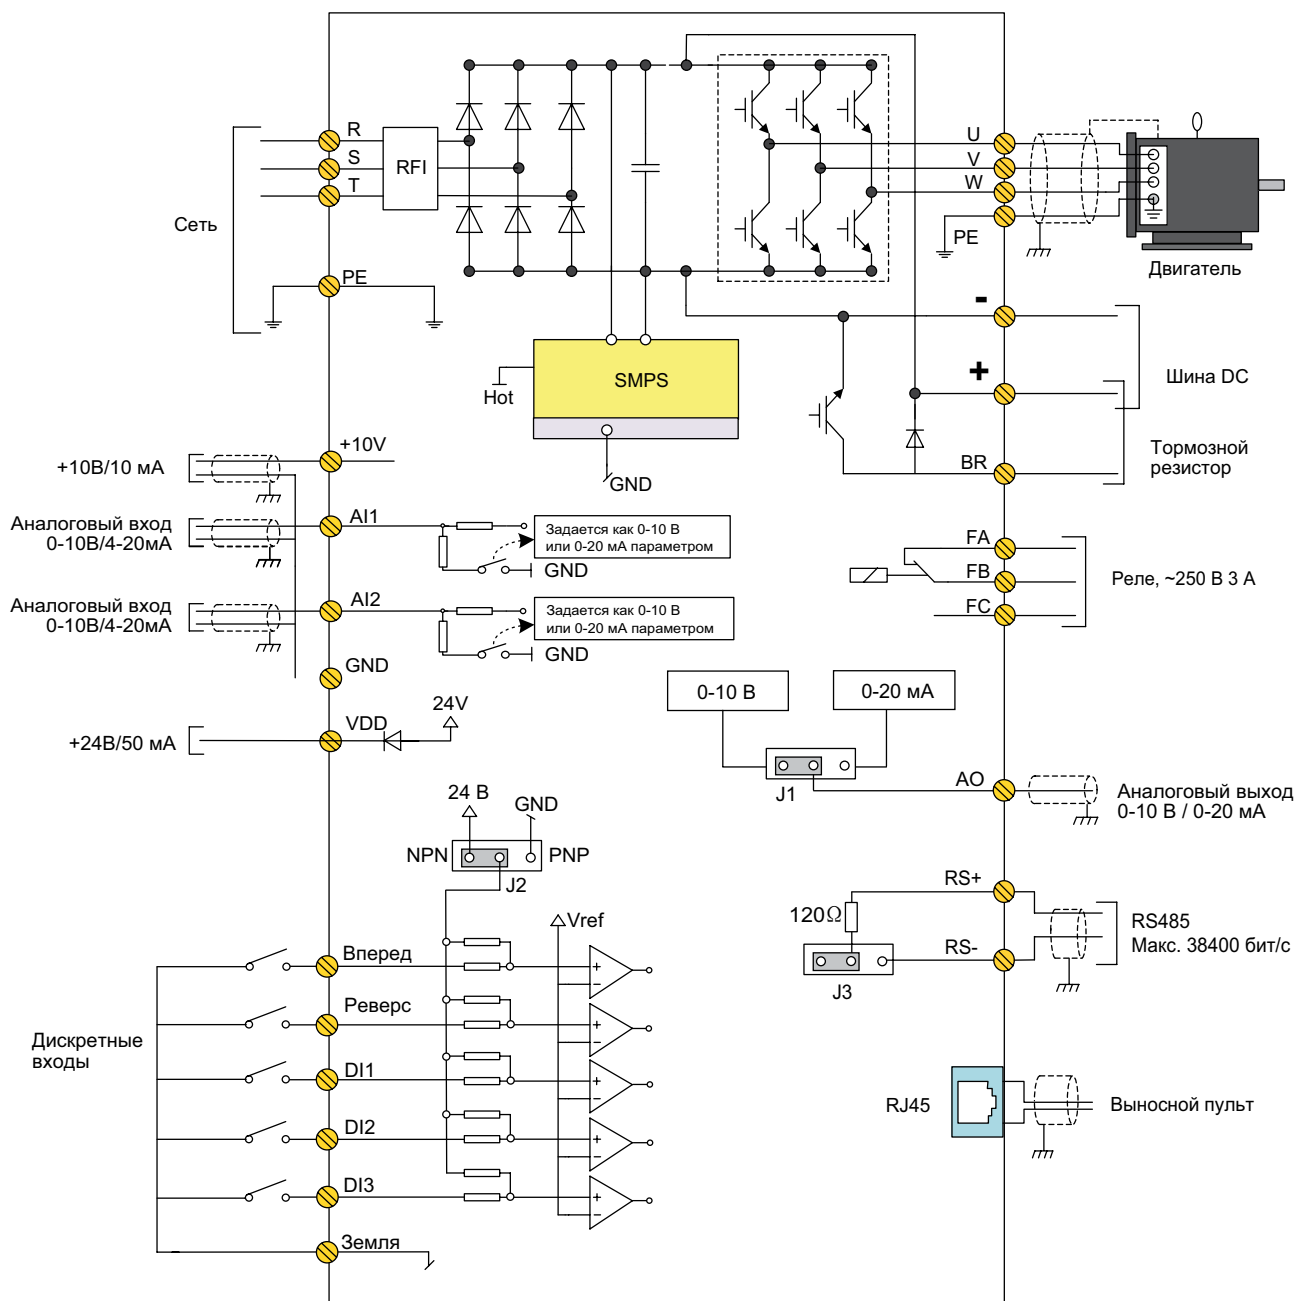 R
S
T
RFI
Сеть
PE
U
V
W
PE
Двигатель
-
+
Шина DC
SMPS
Hot
GND
BR
Тормозной
резистор
+10V
+10В/10 мА
AI1
Аналоговый вход
0-10В/4-20мА
Задается как 0-10 В
или 0-20 мА параметром
GND
AI2
Аналоговый вход
0-10В/4-20мА
Задается как 0-10 В
или 0-20 мА параметром
GND
GND
FA
FB
FC
Реле, ~250 В 3 А
VDD
24V
+24В/50 мА
0-10 В
0-20 мА
J1
AO
Аналоговый выход
0-10 В / 0-20 мА
24 В
GND
NPN
PNP
J2
RS+
120Ω
RS-
J3
RS485
Макс. 38400 бит/с
Vref
Вперед
+
−
Реверс
+
−
Дискретные
входы
DI1
+
−
DI2
+
−
DI3
+
−
Земля
RJ45
Выносной пульт